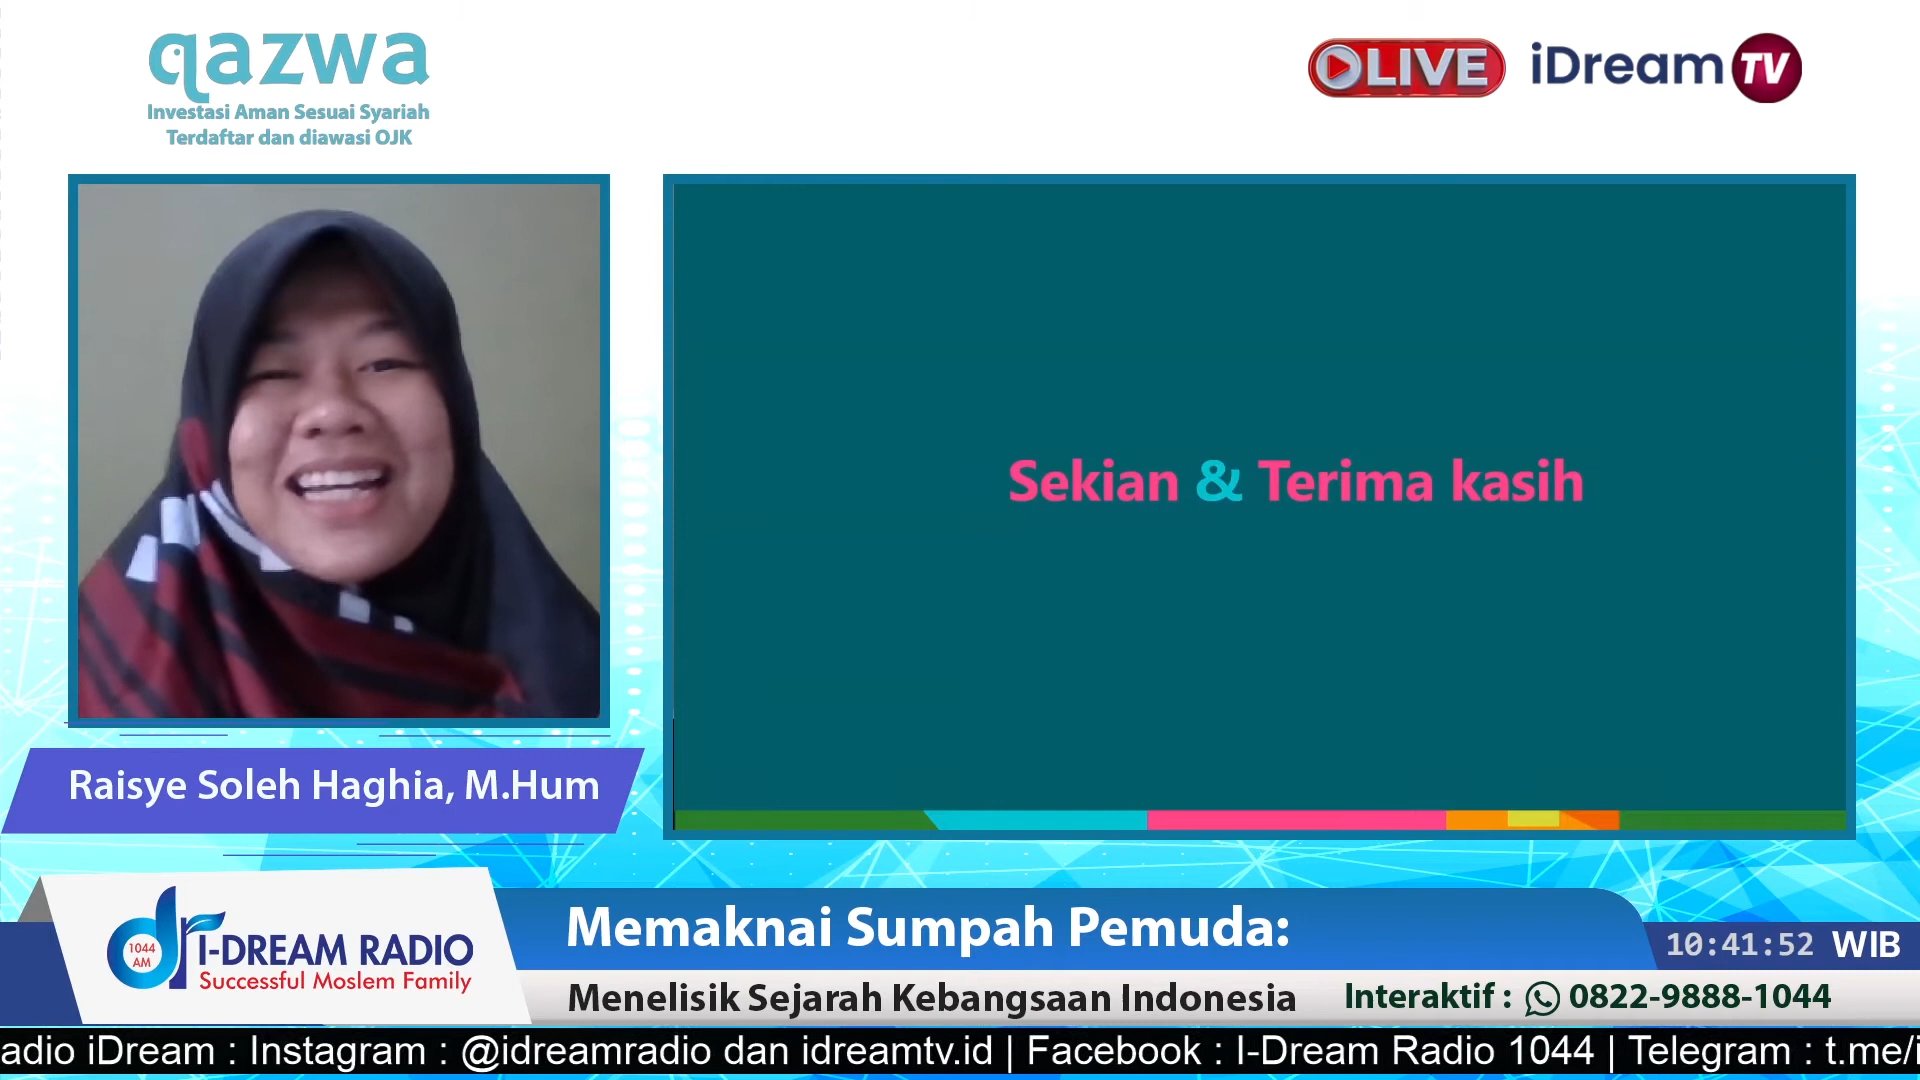 qazwa
Investasi Aman Sesuai Syariah
Terdaftar dan diawasi OJK
LIVE
iDream TV
Sekian & Terima kasih
Raisye Soleh Haghia, M.Hum
1044
AM
dr
I-DREAM RADIO
Successful Moslem Family
Memaknai Sumpah Pemuda:
Menelisik Sejarah Kebangsaan Indonesia
10:41:52 WIB
Interaktif : 0822-9888-1044
adio iDream : Instagram : @idreamradio dan idreamtv.id | Facebook : I-Dream Radio 1044 | Telegram : t.me/i